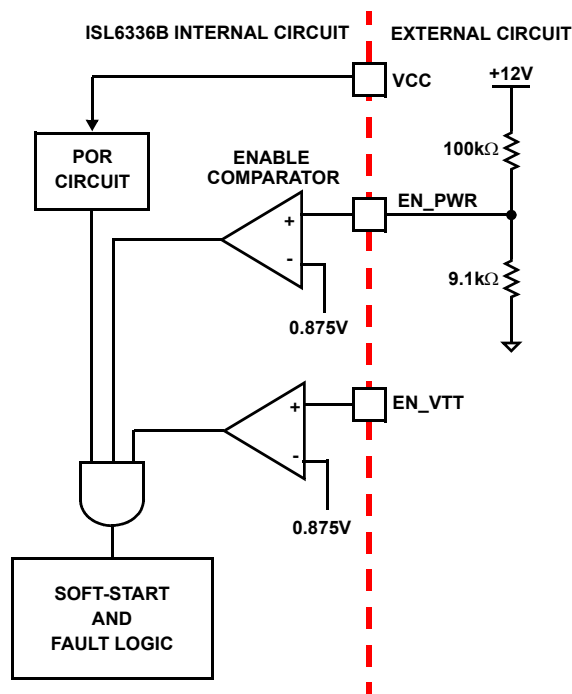 ISL6336B INTERNAL CIRCUIT
EXTERNAL CIRCUIT
VCC
+12V
POR
CIRCUIT
100kΩ
ENABLE
COMPARATOR
EN_PWR
+
-
9.1kΩ
0.875V
EN_VTT
+
-
0.875V
SOFT-START
AND
FAULT LOGIC